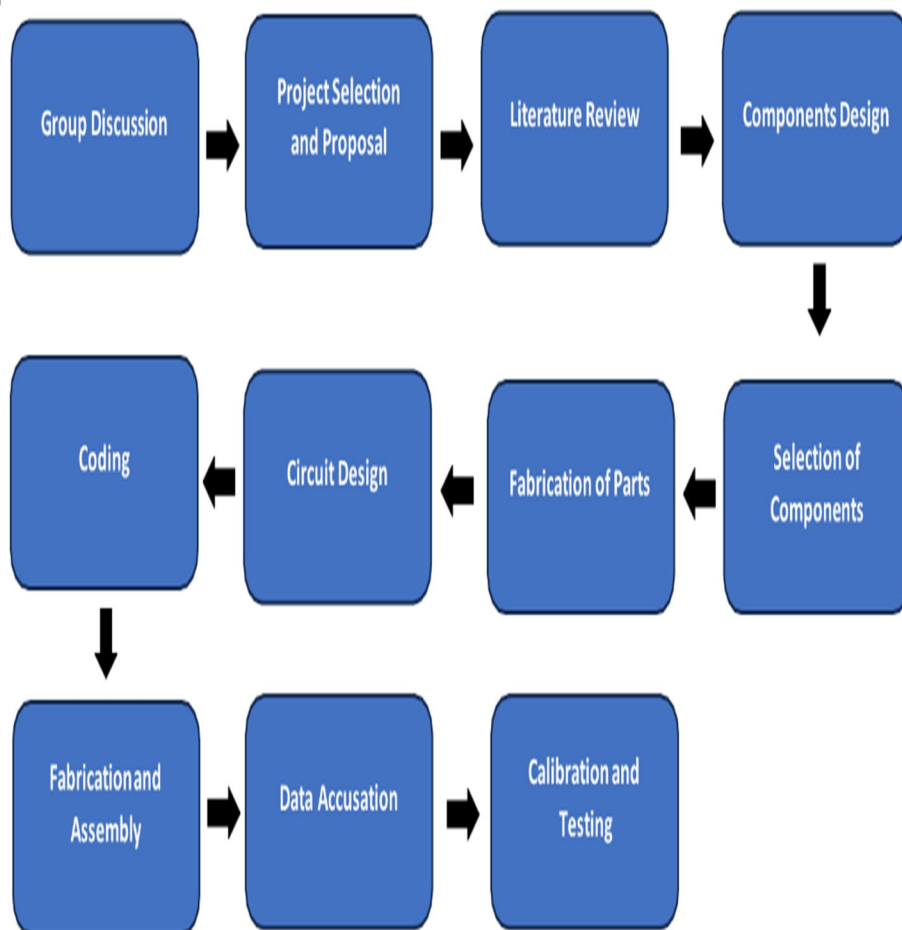 Group Discussion
Project Selection
and Proposal
Literature Review
Components Design
Selection of
Components
Fabrication of Parts
Circuit Design
Coding
Fabrication and
Assembly
Data Accusation
Calibration and
Testing